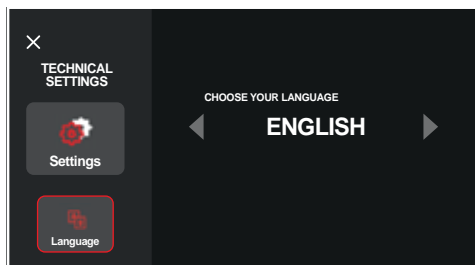 TECHNICAL
SETTINGS
Settings
Language
CHOOSE YOUR LANGUAGE
ENGLISH